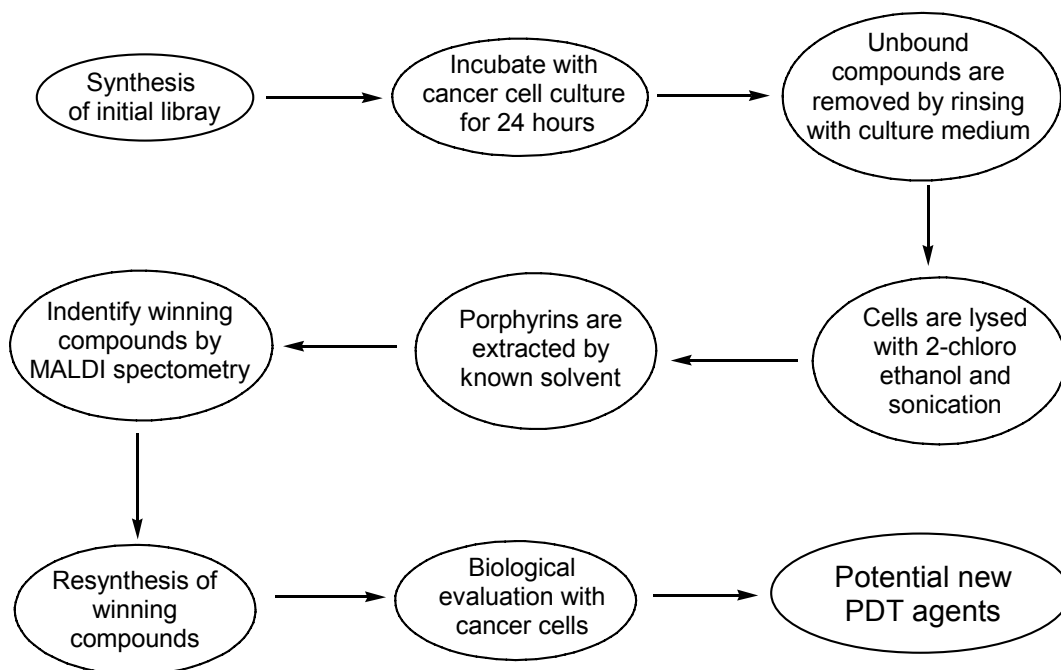 Synthesis
of initial libray
Incubate with
cancer cell culture
for 24 hours
Unbound
compounds are
removed by rinsing
with culture medium
Cells are lysed
with 2-chloro
ethanol and
sonication
Porphyrins are
extracted by
known solvent
Indentify winning
compounds by
MALDI spectometry
Resynthesis of
winning
compounds
Biological
evaluation with
cancer cells
Potential new
PDT agents